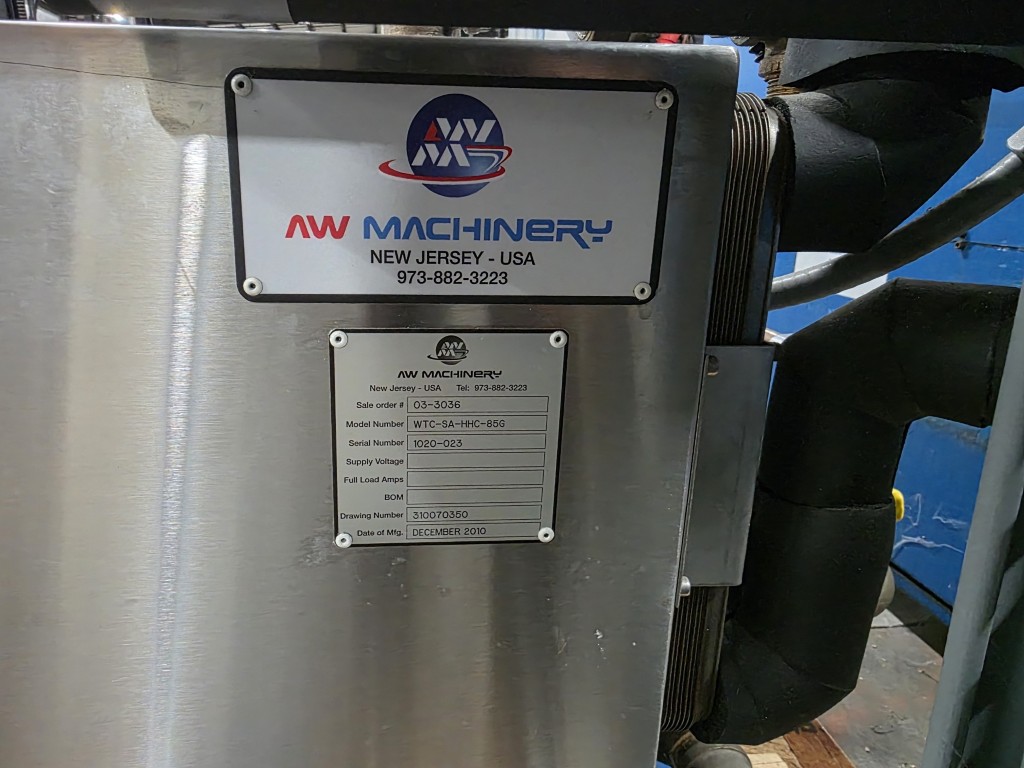 AW MACHINERY
NEW JERSEY - USA
973-882-3223
AW MACHINERY
New Jersey - USA Tel: 973-882-3223
Sale order # 03-3036
Model Number WTC-SA-HHC-85G
Serial Number 1020-023
Supply Voltage
Full Load Amps
BOM
Drawing Number 310070350
Date of Mfg. DECEMBER 2010